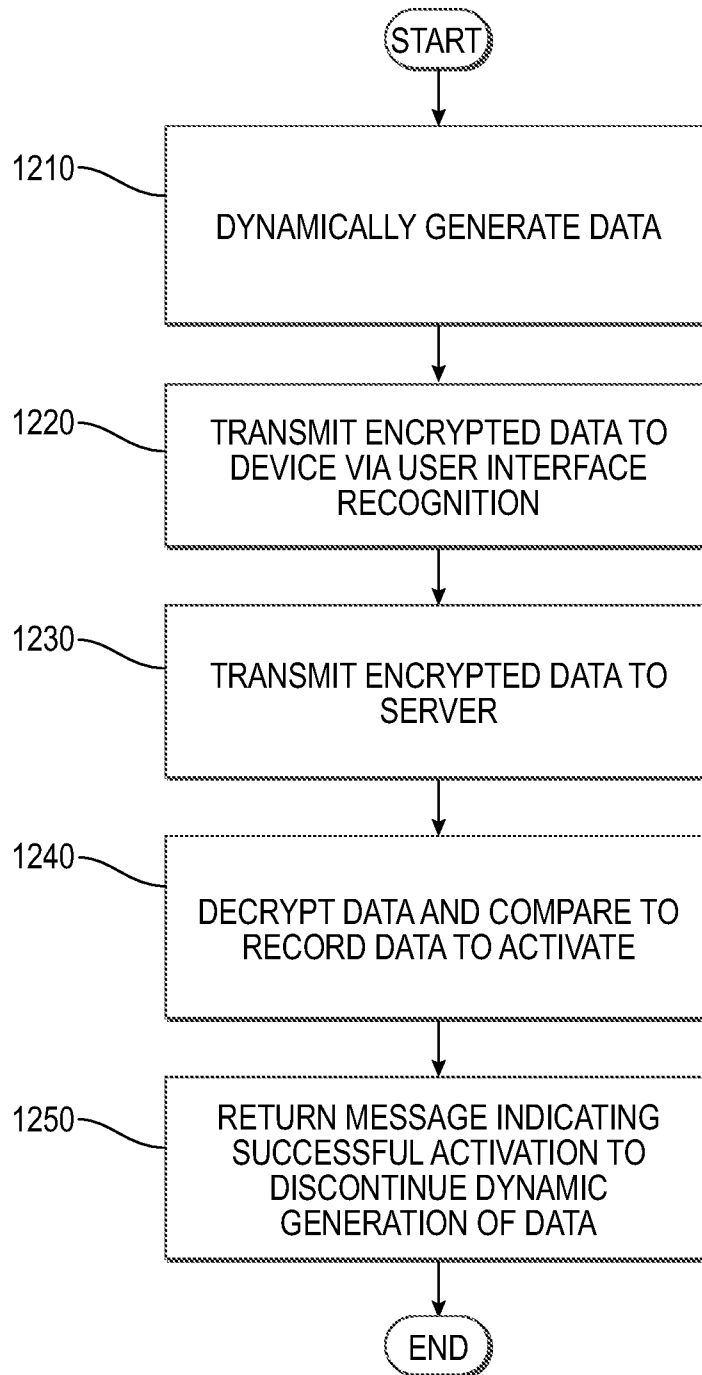 START
1210
DYNAMICALLY GENERATE DATA
1220
TRANSMIT ENCRYPTED DATA TO
DEVICE VIA USER INTERFACE
RECOGNITION
1230
TRANSMIT ENCRYPTED DATA TO
SERVER
1240
DECRYPT DATA AND COMPARE TO
RECORD DATA TO ACTIVATE
1250
RETURN MESSAGE INDICATING
SUCCESSFUL ACTIVATION TO
DISCONTINUE DYNAMIC
GENERATION OF DATA
END